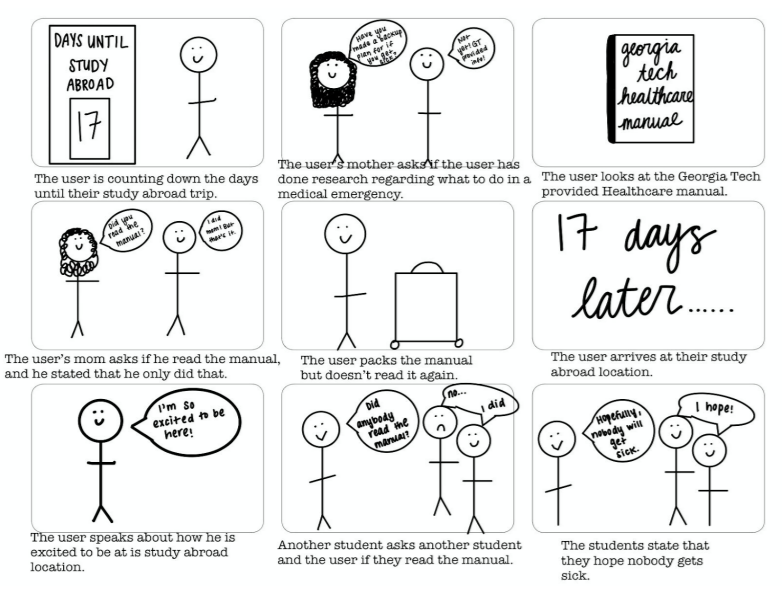 DAYS UNTIL
STUDY
ABROAD
17
The user is counting down the days
until their study abroad trip.
Have you
made a backup
plan for if
you get
sick?
Not
yet! GT
provided
info!
The user's mother asks if the user has
done research regarding what to do in a
medical emergency.
georgia
tech
healthcare
manual
The user looks at the Georgia Tech
provided Healthcare manual.
Did you
read the
manual?
I did
mom! But
that's it.
The user's mom asks if he read the manual,
and he stated that he only did that.
The user packs the manual
but doesn't read it again.
17 days
later......
The user arrives at their study
abroad location.
I'm so
excited to be
here!
The user speaks about how he is
excited to be at is study abroad
location.
Did
anybody
read the
manual?
no...
I did
Another student asks another student
and the user if they read the manual.
Hopefully,
nobody will
get
sick.
I hope!
The students state that
they hope nobody gets
sick.